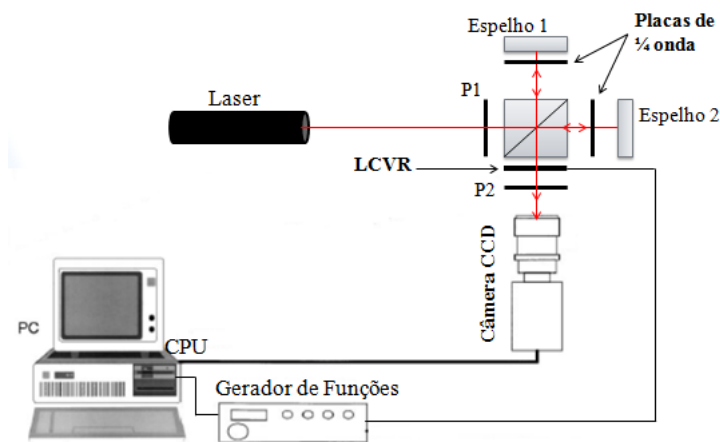 Espelho 1
Placas de
¼ onda
Laser
P1
Espelho 2
LCVR
P2
Câmera CCD
PC
CPU
Gerador de Funções